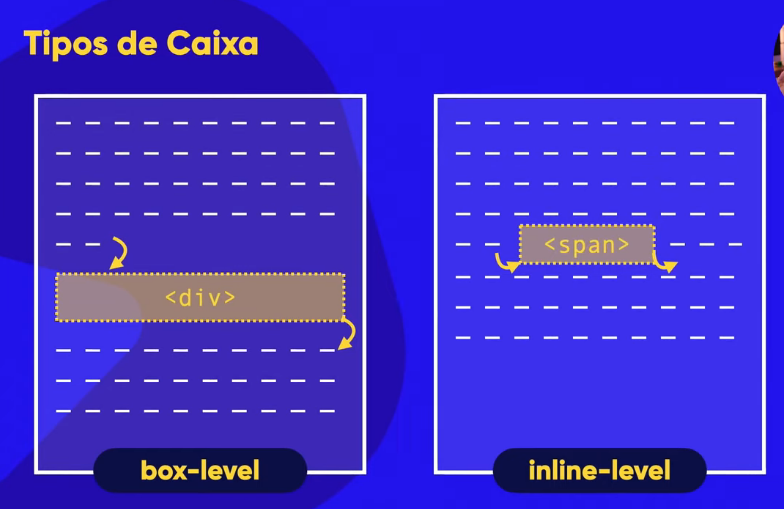 Tipos de Caixa
<div>
<span>
box-level
inline-level